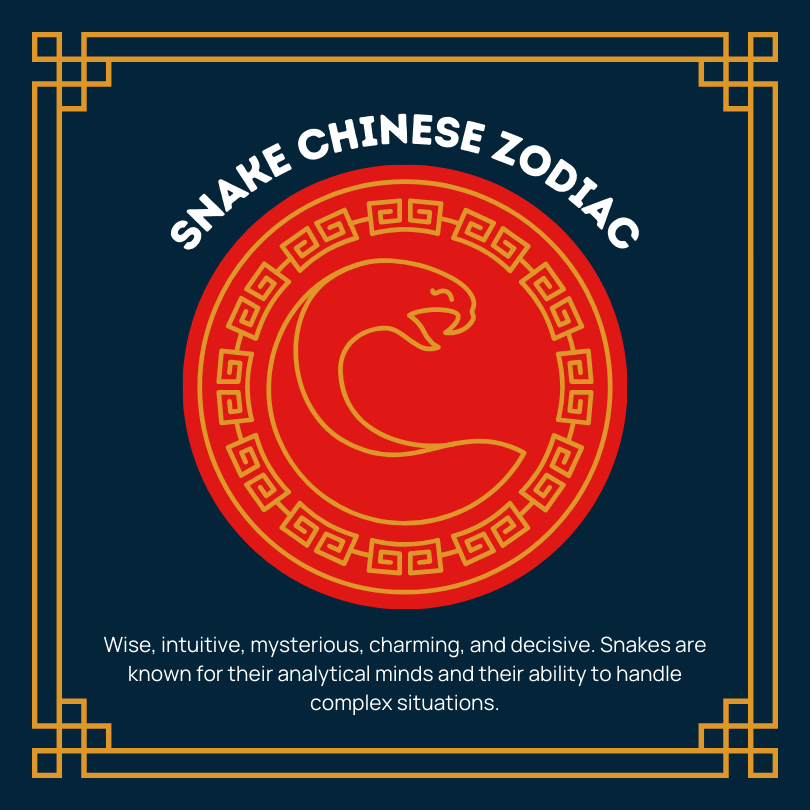 SNAKE CHINESE ZODIAC
Wise, intuitive, mysterious, charming, and decisive. Snakes are
known for their analytical minds and their ability to handle
complex situations.